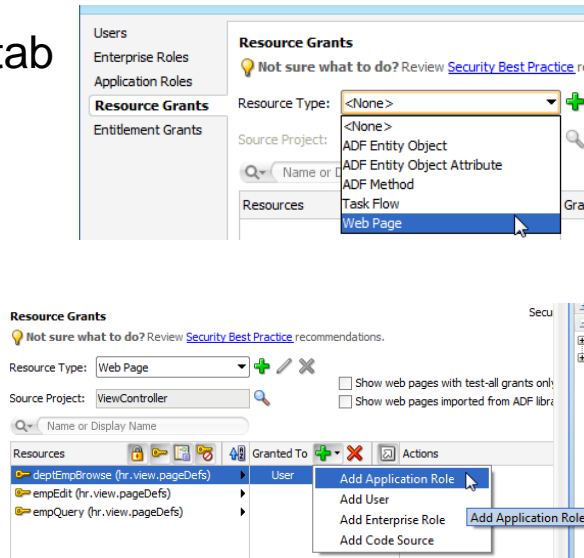 tab
Users
Enterprise Roles
Application Roles
Resource Grants
Entitlement Grants
Resource Grants
Not sure what to do? Review Security Best Practice
Resource Type: <None>
<None>
ADF Entity Object
ADF Entity Object Attribute
ADF Method
Task Flow
Web Page
Source Project:
Name or
Resources
Gra
Resource Grants
Secu
Not sure what to do? Review Security Best Practice recommendations.
Resource Type: Web Page
Show web pages with test-all grants only
Source Project: ViewController
Show web pages imported from ADF libra
Name or Display Name
Resources Granted To Actions
deptEmpBrowse (hr.view.pageDefs) User
empEdit (hr.view.pageDefs)
empQuery (hr.view.pageDefs)
Add Application Role
Add User
Add Enterprise Role
Add Code Source
Add Application Role